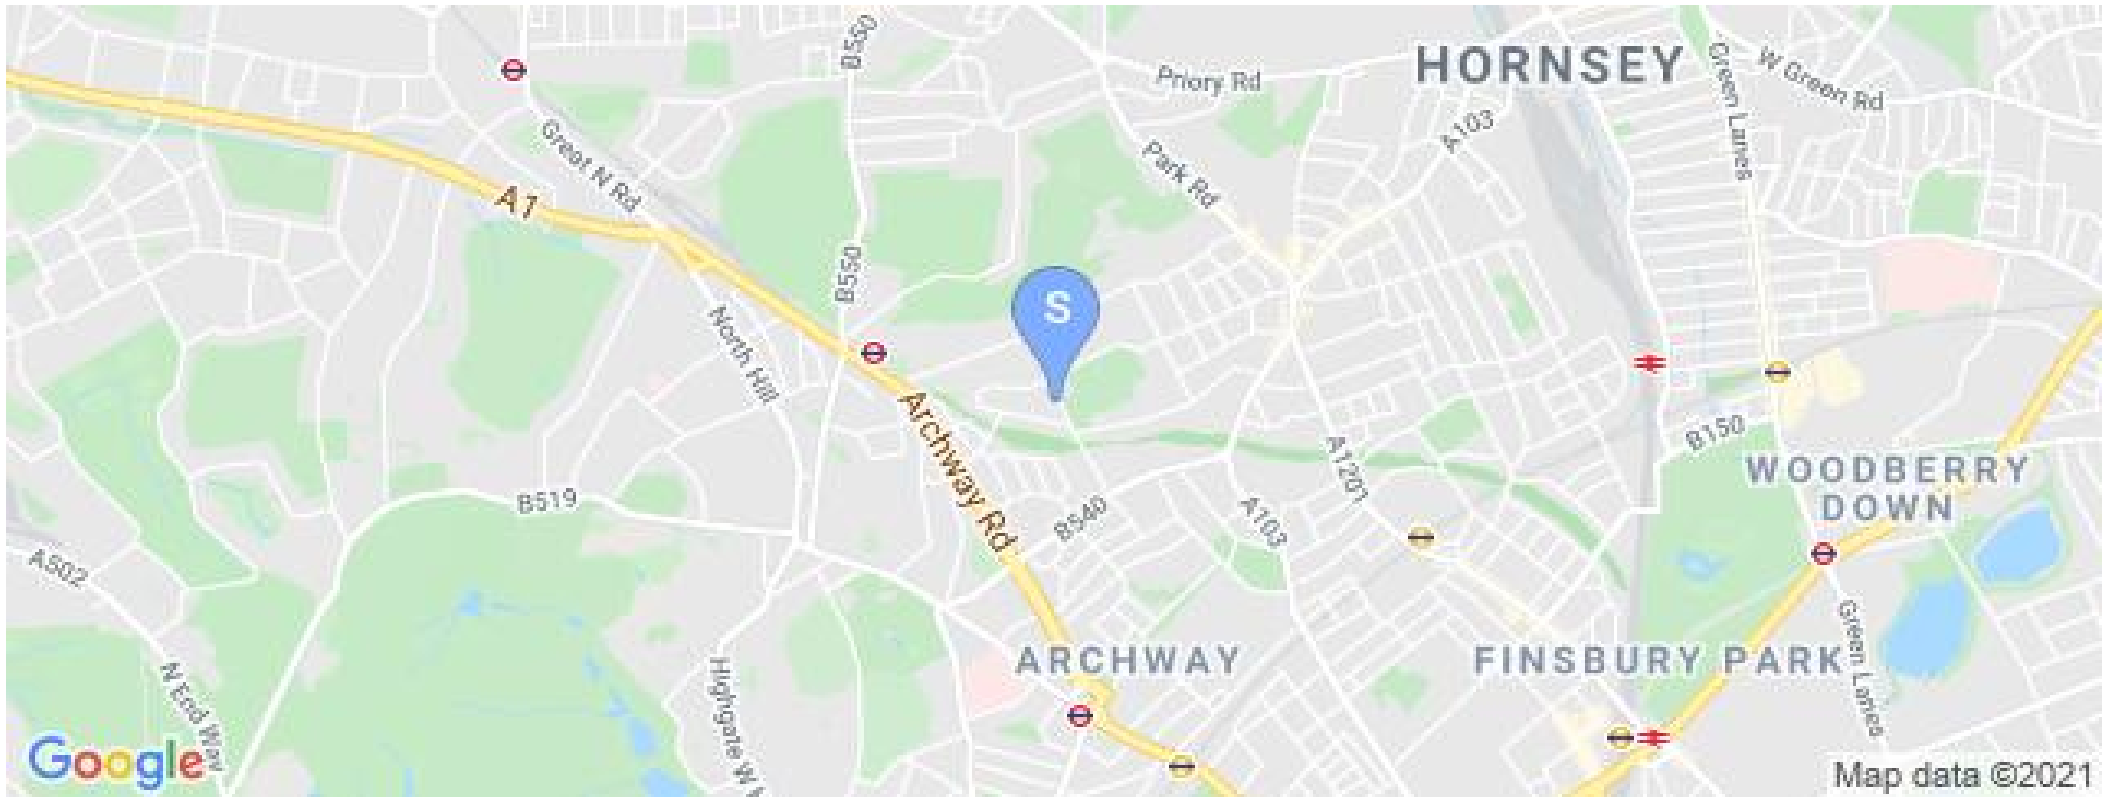 B550
HORNSEY
Priory Rd
Green Lanes
W Green Rd
A103
Great N Rd
Park Rd
A1
B550
S
North Hill
Archway Rd
A1201
B150
WOODBERRY
DOWN
B519
B540
A103
A502
Green Lanes
ARCHWAY
FINSBURY PARK
N End Way
Highgate W
Google
Map data ©2021